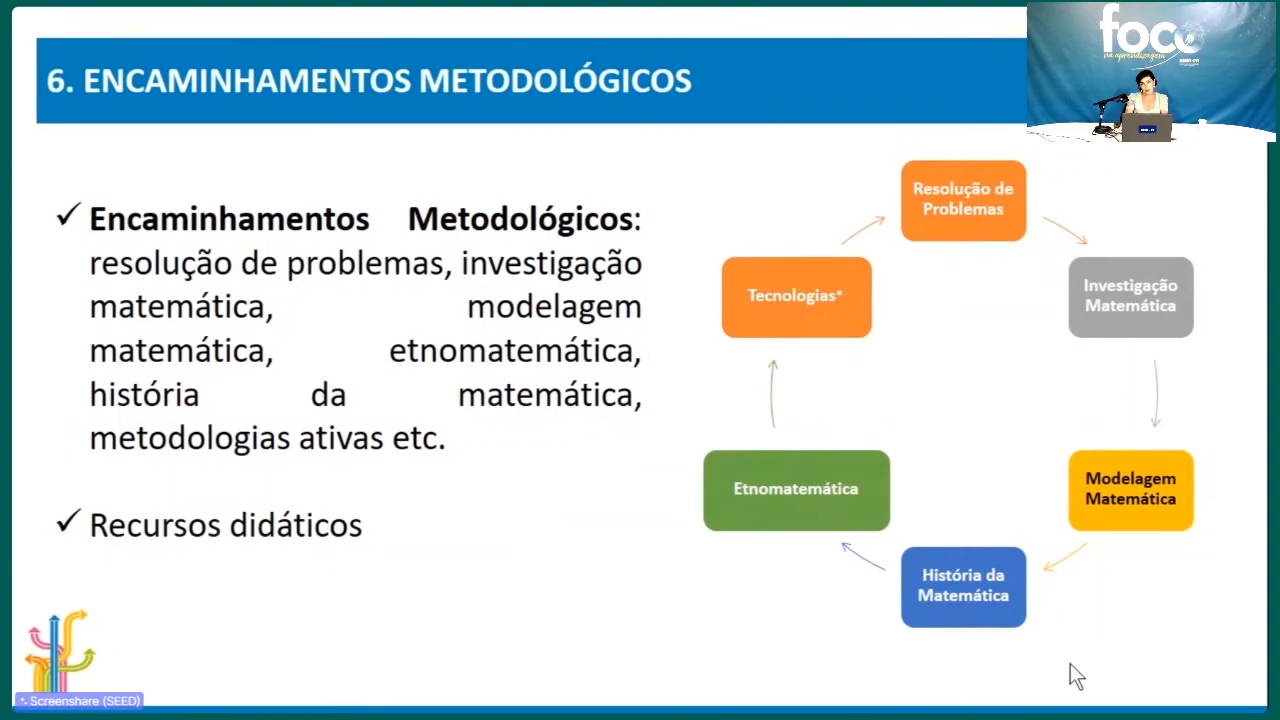 6. ENCAMINHAMENTOS METODOLÓGICOS
foco
na aprendizagem
SEED-PR
✓ Encaminhamentos Metodológicos:
resolução de problemas, investigação
matemática, modelagem
matemática, etnomatemática,
história da matemática,
metodologias ativas etc.
✓ Recursos didáticos
Resolução de
Problemas
Investigação
Matemática
Modelagem
Matemática
História da
Matemática
Etnomatemática
Tecnologias*
Screenshare (SEED)